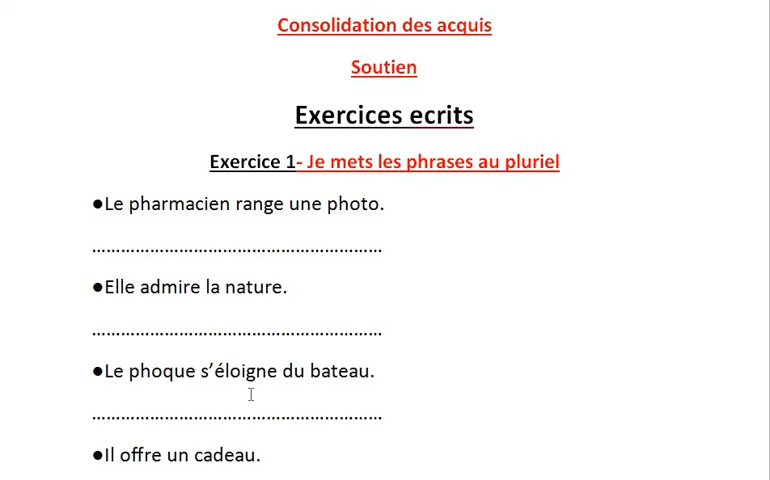 Consolidation des acquis
Soutien
Exercices ecrits
Exercice 1- Je mets les phrases au pluriel
●Le pharmacien range une photo.
………………………………………………………
●Elle admire la nature.
………………………………………………………
●Le phoque s’éloigne du bateau.
………………………………………………………
●Il offre un cadeau.